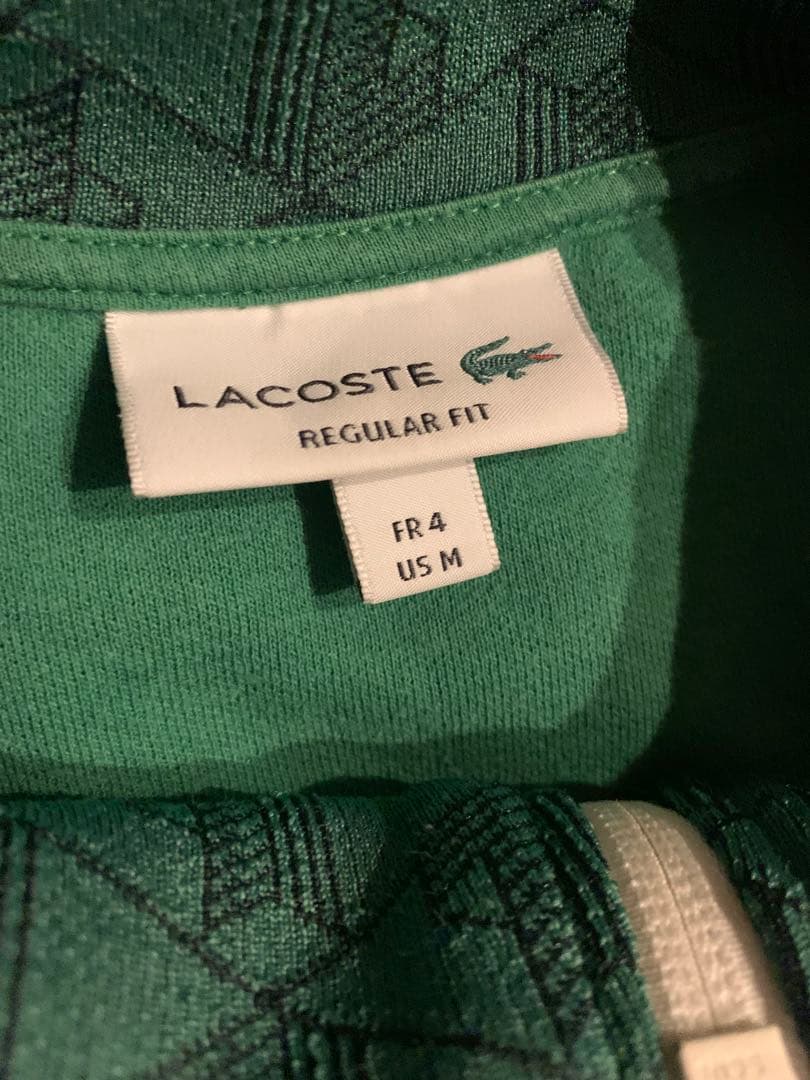 LACOSTE
REGULAR FIT
FR 4
US M